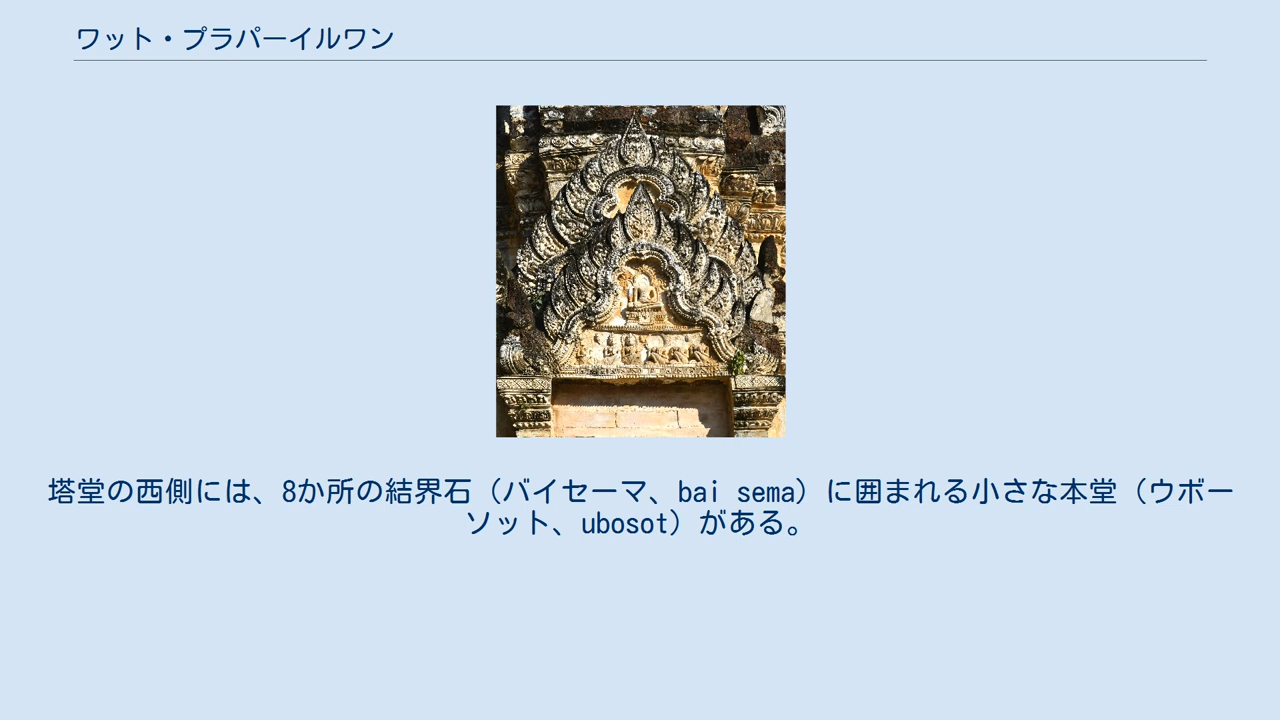 ワット・プラパーイルワン
塔堂の西側には、8か所の結界石（バイセーマ、bai sema）に囲まれる小さな本堂（ウボー
ソット、ubosot）がある。